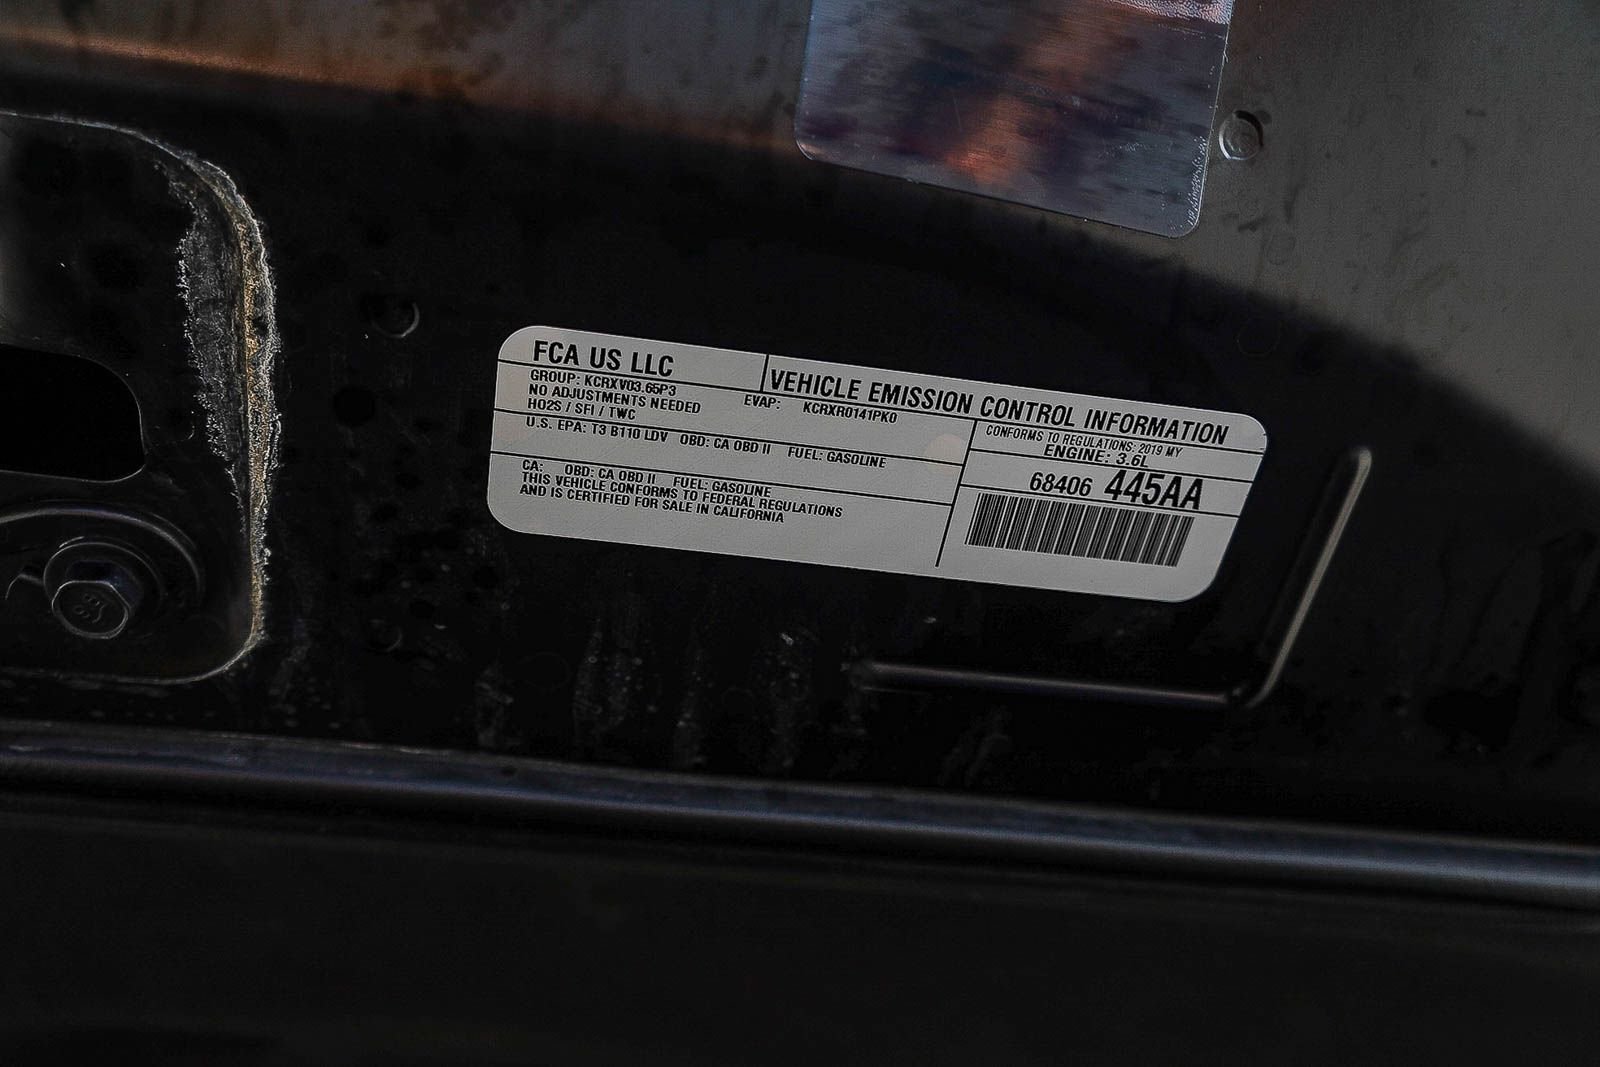 FCA US LLC
VEHICLE EMISSION CONTROL INFORMATION
GROUP: KCRXV03.65P3
EVAP: KCRXR0141PK0
NO ADJUSTMENTS NEEDED
HO2S / SFI / TWC
CONFORMS TO REGULATIONS: 2019 MY
ENGINE: 3.6L
U.S. EPA: T3 B110 LDV OBD: CA OBD II FUEL: GASOLINE
68406 445AA
CA: OBD: CA OBD II FUEL: GASOLINE
THIS VEHICLE CONFORMS TO FEDERAL REGULATIONS
AND IS CERTIFIED FOR SALE IN CALIFORNIA